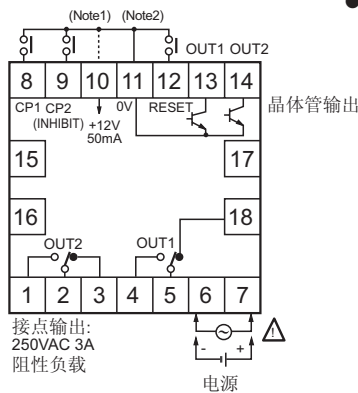 (Note1) (Note2)
OUT1 OUT2
8 9 10 11 12 13 14
CP1 CP2 0V RESET
(INHIBIT) +12V
50mA
晶体管输出
15 17
16 18
OUT2 OUT1
1 2 3 4 5 6 7
接点输出:
250VAC 3A
阻性负载
- +
电源